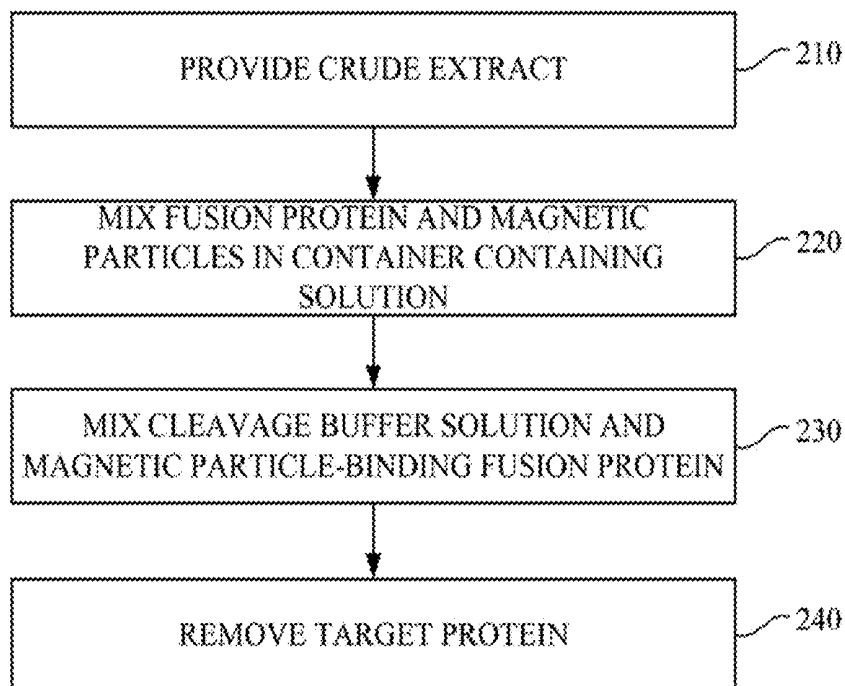 PROVIDE CRUDE EXTRACT
210
MIX FUSION PROTEIN AND MAGNETIC
PARTICLES IN CONTAINER CONTAINING
SOLUTION
220
MIX CLEAVAGE BUFFER SOLUTION AND
MAGNETIC PARTICLE-BINDING FUSION PROTEIN
230
REMOVE TARGET PROTEIN
240